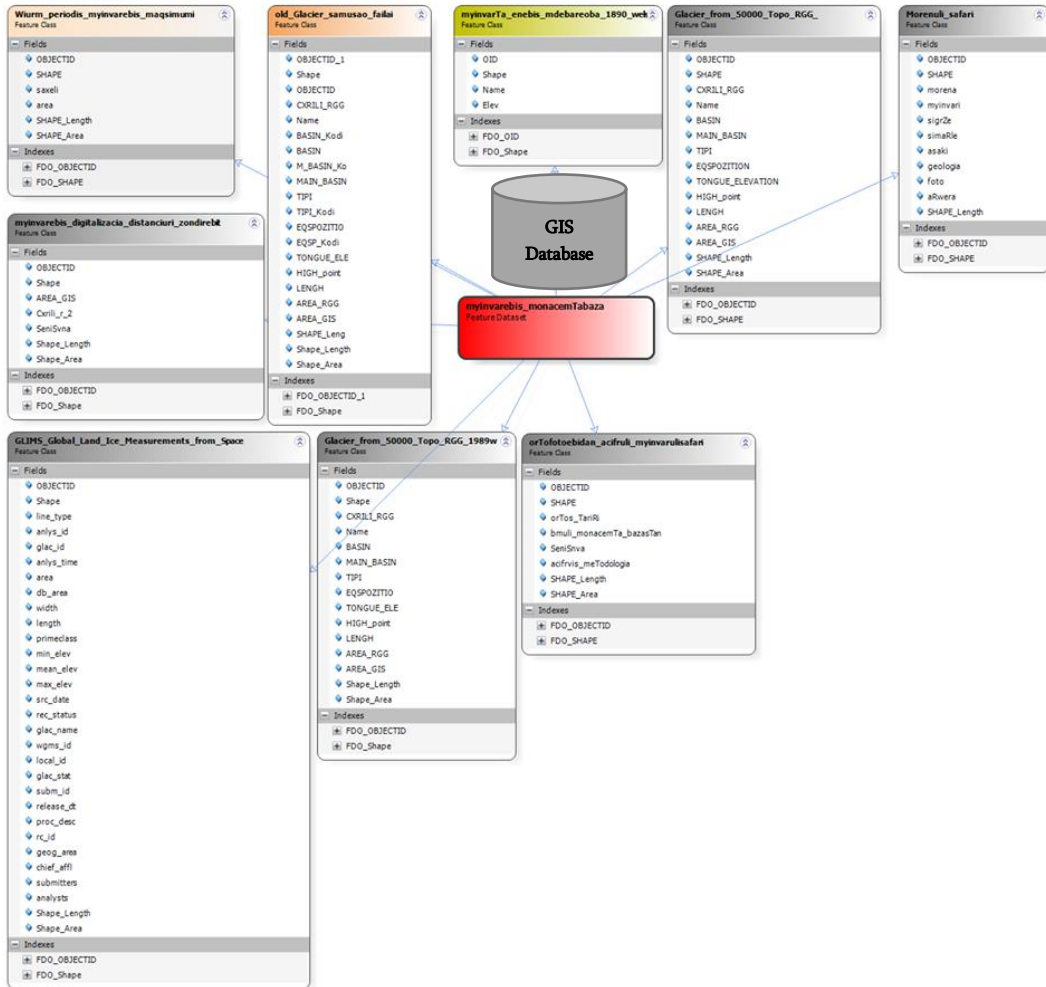 Wiurm_periodis_myinvarebis_maqsimumi
Feature Class
Fields
OBJECTID
SHAPE
saxeli
area
SHAPE_Length
SHAPE_Area
Indexes
FDO_OBJECTID
FDO_SHAPE
old_Glacier_samusao_failai
Feature Class
Fields
OBJECTID_1
Shape
OBJECTID
CXRILI_RGG
Name
BASIN_Kodi
BASIN
M_BASIN_Ko
MAIN_BASIN
TIPI
TIPI_Kodi
EQSPOZITIO
EQSP_Kodi
TONGUE_ELE
HIGH_point
LENGH
AREA_RGG
AREA_GIS
SHAPE_Leng
Shape_Length
Shape_Area
Indexes
FDO_OBJECTID_1
FDO_Shape
myinvarTa_enebis_mdebareoba_1890_weli
Feature Class
Fields
OID
Shape
Name
Elev
Indexes
FDO_OID
FDO_Shape
Glacier_from_50000_Topo_RGG_
Feature Class
Fields
OBJECTID
SHAPE
CXRILI_RGG
Name
BASIN
MAIN_BASIN
TIPI
EQSPOZITION
TONGUE_ELEVATION
HIGH_point
LENGH
AREA_RGG
AREA_GIS
SHAPE_Length
SHAPE_Area
Indexes
FDO_OBJECTID
FDO_SHAPE
Morenuli_safari
Feature Class
Fields
OBJECTID
SHAPE
morena
myinvari
sigrZe
simaRle
asaki
geologia
foto
aRwera
SHAPE_Length
Indexes
FDO_OBJECTID
FDO_SHAPE
GIS
Database
myinvarebis_monacemTabaza
Feature Dataset
myinvarebis_digitalizacia_distanciuri_zondirebit
Feature Class
Fields
OBJECTID
Shape
AREA_GIS
Cxrili_r_2
SeniSvna
Shape_Length
Shape_Area
Indexes
FDO_OBJECTID
FDO_Shape
GLIMS_Global_Land_Ice_Measurements_from_Space
Feature Class
Fields
OBJECTID
Shape
line_type
anlys_id
glac_id
anlys_time
area
db_area
width
length
primeclass
min_elev
mean_elev
max_elev
src_date
rec_status
glac_name
wgms_id
local_id
glac_stat
subm_id
release_dt
proc_desc
rc_id
geog_area
chief_affl
submitters
analysts
Shape_Length
Shape_Area
Indexes
FDO_OBJECTID
FDO_Shape
Glacier_from_50000_Topo_RGG_1989w
Feature Class
Fields
OBJECTID
Shape
CXRILI_RGG
Name
BASIN
MAIN_BASIN
TIPI
EQSPOZITIO
TONGUE_ELE
HIGH_point
LENGH
AREA_RGG
AREA_GIS
Shape_Length
Shape_Area
Indexes
FDO_OBJECTID
FDO_Shape
orTofotoebidan_acifruli_myinvarulisafari
Feature Class
Fields
OBJECTID
SHAPE
orTos_TariRi
bmuli_monacemTa_bazasTan
SeniSnva
acifrvis_meTodologia
SHAPE_Length
SHAPE_Area
Indexes
FDO_OBJECTID
FDO_SHAPE